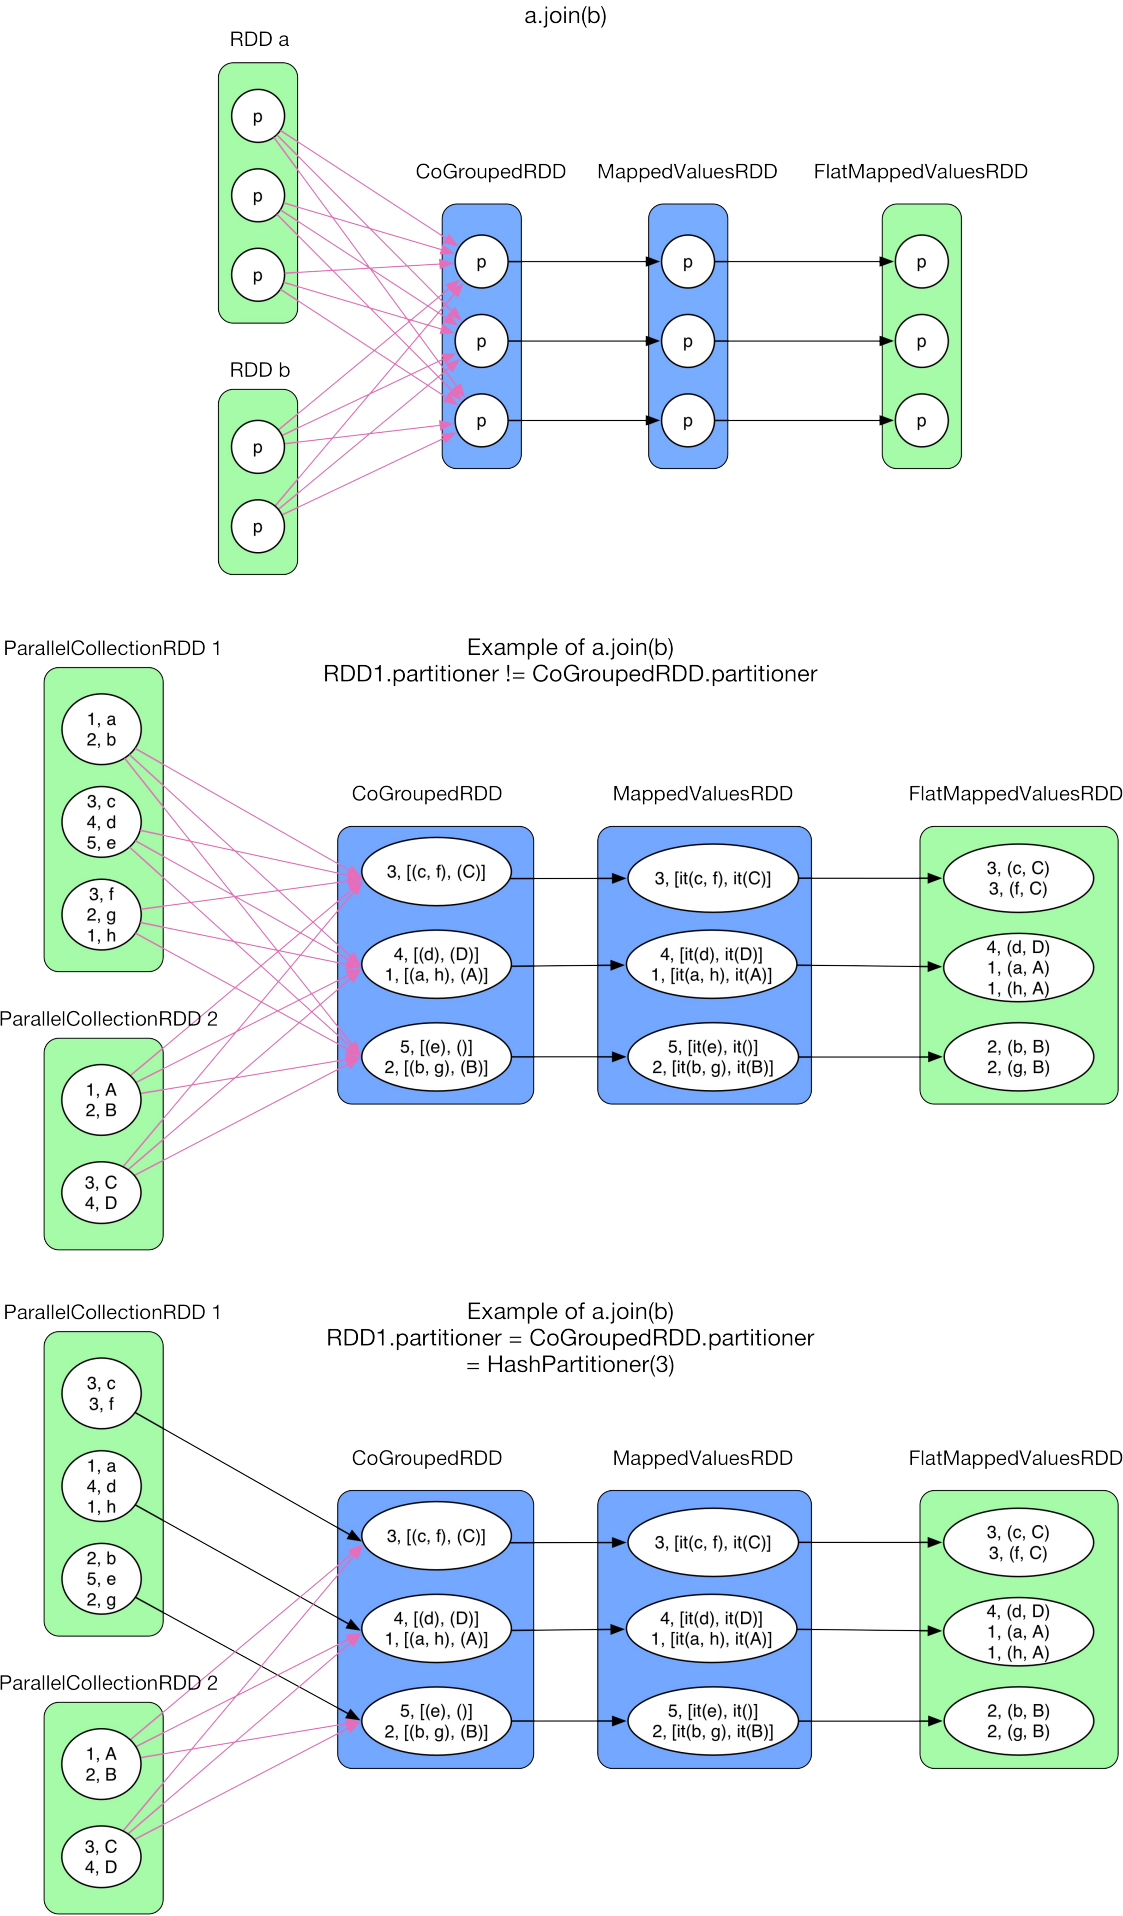 a.join(b)
RDD a
p
p
p
RDD b
p
p
CoGroupedRDD
p
p
p
MappedValuesRDD
p
p
p
FlatMappedValuesRDD
p
p
p
Example of a.join(b)
RDD1.partitioner != CoGroupedRDD.partitioner
ParallelCollectionRDD 1
1, a
2, b
3, c
4, d
5, e
3, f
2, g
1, h
ParallelCollectionRDD 2
1, A
2, B
3, C
4, D
CoGroupedRDD
3, [(c, f), (C)]
4, [(d), (D)]
1, [(a, h), (A)]
5, [(e), ()]
2, [(b, g), (B)]
MappedValuesRDD
3, [it(c, f), it(C)]
4, [it(d), it(D)]
1, [it(a, h), it(A)]
5, [it(e), it()]
2, [it(b, g), it(B)]
FlatMappedValuesRDD
3, (c, C)
3, (f, C)
4, (d, D)
1, (a, A)
1, (h, A)
2, (b, B)
2, (g, B)
Example of a.join(b)
RDD1.partitioner = CoGroupedRDD.partitioner
= HashPartitioner(3)
ParallelCollectionRDD 1
3, c
3, f
1, a
4, d
1, h
2, b
5, e
2, g
ParallelCollectionRDD 2
1, A
2, B
3, C
4, D
CoGroupedRDD
3, [(c, f), (C)]
4, [(d), (D)]
1, [(a, h), (A)]
5, [(e), ()]
2, [(b, g), (B)]
MappedValuesRDD
3, [it(c, f), it(C)]
4, [it(d), it(D)]
1, [it(a, h), it(A)]
5, [it(e), it()]
2, [it(b, g), it(B)]
FlatMappedValuesRDD
3, (c, C)
3, (f, C)
4, (d, D)
1, (a, A)
1, (h, A)
2, (b, B)
2, (g, B)